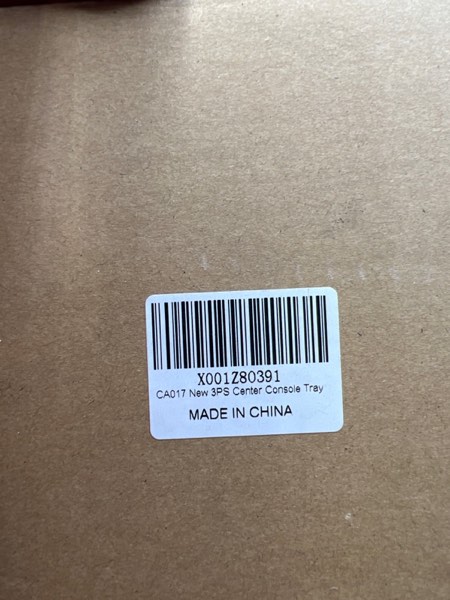 X001Z80391
CA017 New 3PS Center Console Tray
MADE IN CHINA